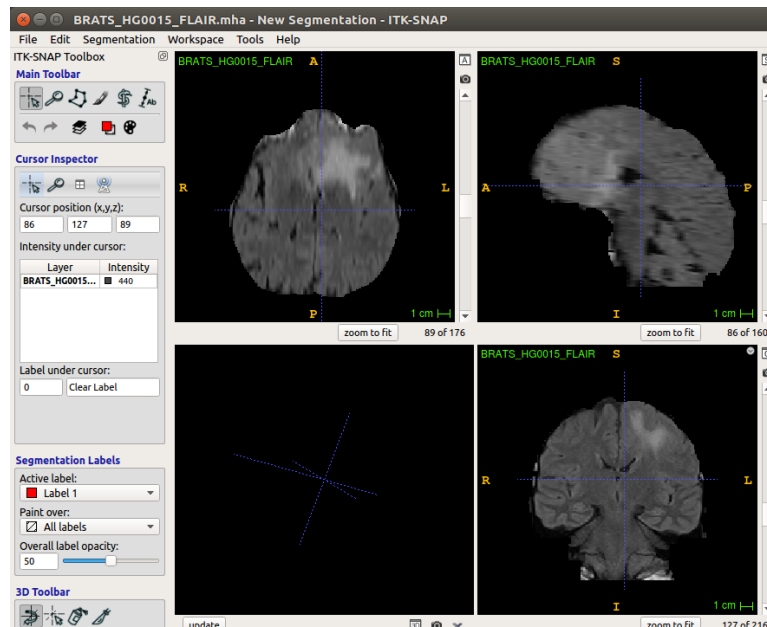 BRATS_HG0015_FLAIR.mha - New Segmentation - ITK-SNAP
File Edit Segmentation Workspace Tools Help
ITK-SNAP Toolbox
Main Toolbar
Ab
Cursor Inspector
Cursor position (x,y,z):
86 127 89
Intensity under cursor:
Layer Intensity
BRATS_HG0015... 440
Label under cursor:
0 Clear Label
Segmentation Labels
Active label:
Label 1
Paint over:
All labels
Overall label opacity:
50
3D Toolbar
BRATS_HG0015_FLAIR A
A
R L
P 1 cm
zoom to fit 89 of 176
BRATS_HG0015_FLAIR S
A P
I 1 cm
zoom to fit 86 of 160
update
3D
BRATS_HG0015_FLAIR S
R L
I 1 cm
zoom to fit 127 of 216